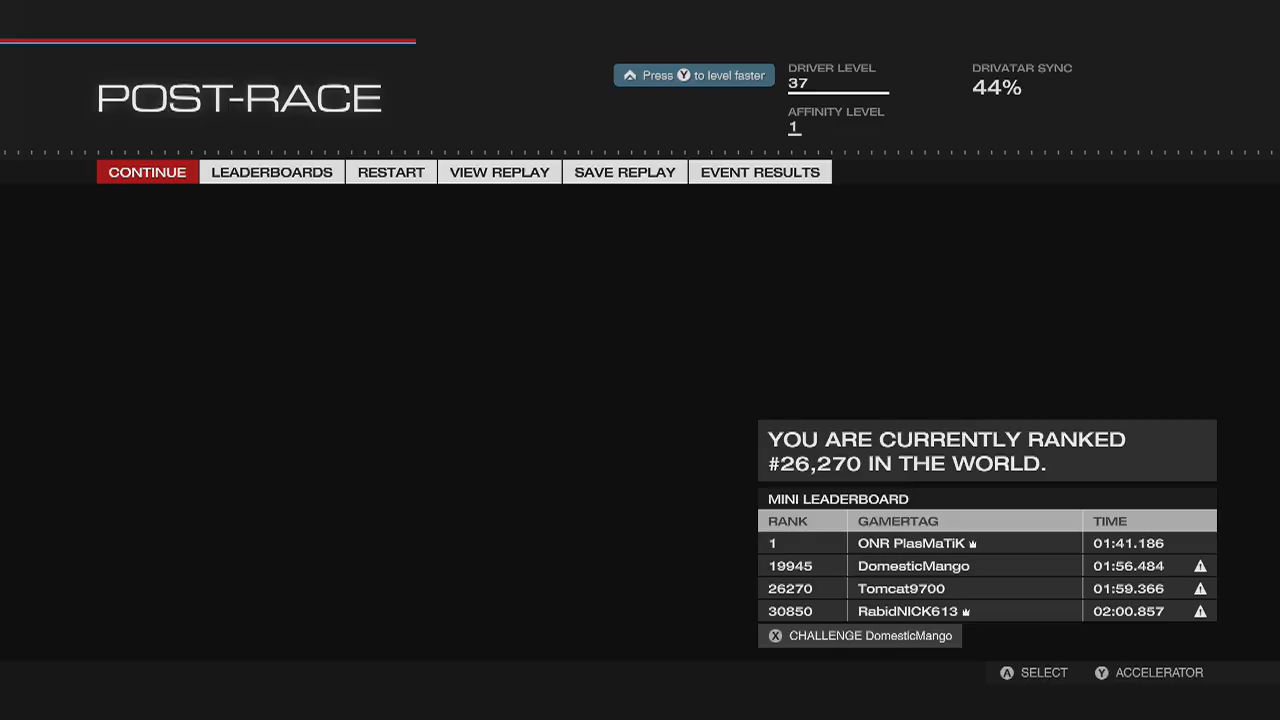 POST-RACE
Press Y to level faster
DRIVER LEVEL
37
AFFINITY LEVEL
1
DRIVATAR SYNC
44%
CONTINUE LEADERBOARDS RESTART VIEW REPLAY SAVE REPLAY EVENT RESULTS
YOU ARE CURRENTLY RANKED
#26,270 IN THE WORLD.
MINI LEADERBOARD
RANK GAMERTAG TIME
1 ONR PlasMaTiK 01:41.186
19945 DomesticMango 01:56.484
26270 Tomcat9700 01:59.366
30850 RabidNICK613 02:00.857
X CHALLENGE DomesticMango
A SELECT Y ACCELERATOR